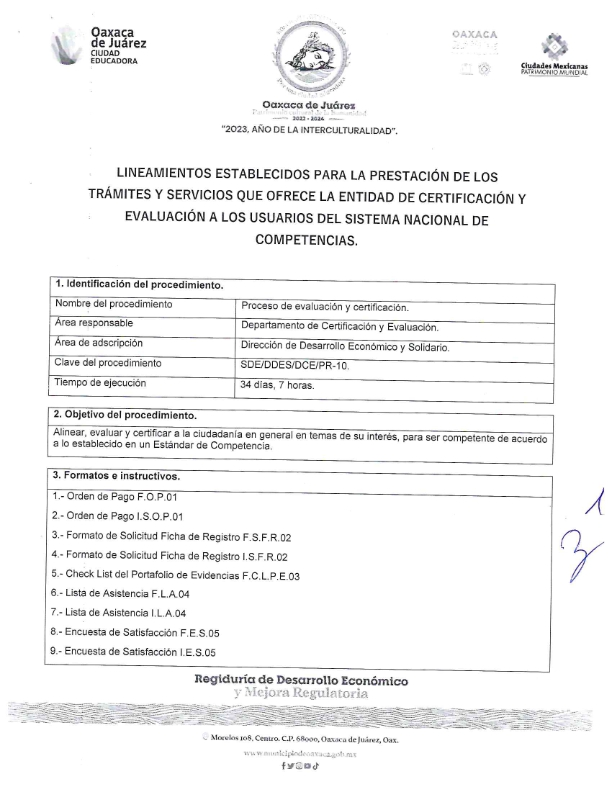 Oaxaca
de Juárez
CIUDAD
EDUCADORA
OAXACA
Ciudades Mexicanas
PATRIMONIO MUNDIAL
Oaxaca de Juárez
Patrimonio cultural de la humanidad
2022 - 2024
"2023, AÑO DE LA INTERCULTURALIDAD".
LINEAMIENTOS ESTABLECIDOS PARA LA PRESTACIÓN DE LOS
TRÁMITES Y SERVICIOS QUE OFRECE LA ENTIDAD DE CERTIFICACIÓN Y
EVALUACIÓN A LOS USUARIOS DEL SISTEMA NACIONAL DE
COMPETENCIAS.
1. Identificación del procedimiento.
Nombre del procedimiento Proceso de evaluación y certificación.
Área responsable Departamento de Certificación y Evaluación.
Área de adscripción Dirección de Desarrollo Económico y Solidario.
Clave del procedimiento SDE/DDES/DCE/PR-10.
Tiempo de ejecución 34 días, 7 horas.
2. Objetivo del procedimiento.
Alinear, evaluar y certificar a la ciudadanía en general en temas de su interés, para ser competente de acuerdo
a lo establecido en un Estándar de Competencia.
3. Formatos e instructivos.
1.- Orden de Pago F.O.P.01
2.- Orden de Pago I.S.O.P.01
3.- Formato de Solicitud Ficha de Registro F.S.F.R.02
4.- Formato de Solicitud Ficha de Registro I.S.F.R.02
5.- Check List del Portafolio de Evidencias F.C.L.P.E.03
6.- Lista de Asistencia F.L.A.04
7.- Lista de Asistencia I.L.A.04
8.- Encuesta de Satisfacción F.E.S.05
9.- Encuesta de Satisfacción I.E.S.05
Regiduría de Desarrollo Económico
y Mejora Regulatoria
Morelos 108, Centro. C.P. 68000, Oaxaca de Juárez, Oax.
www.municipiodeoaxaca.gob.mx